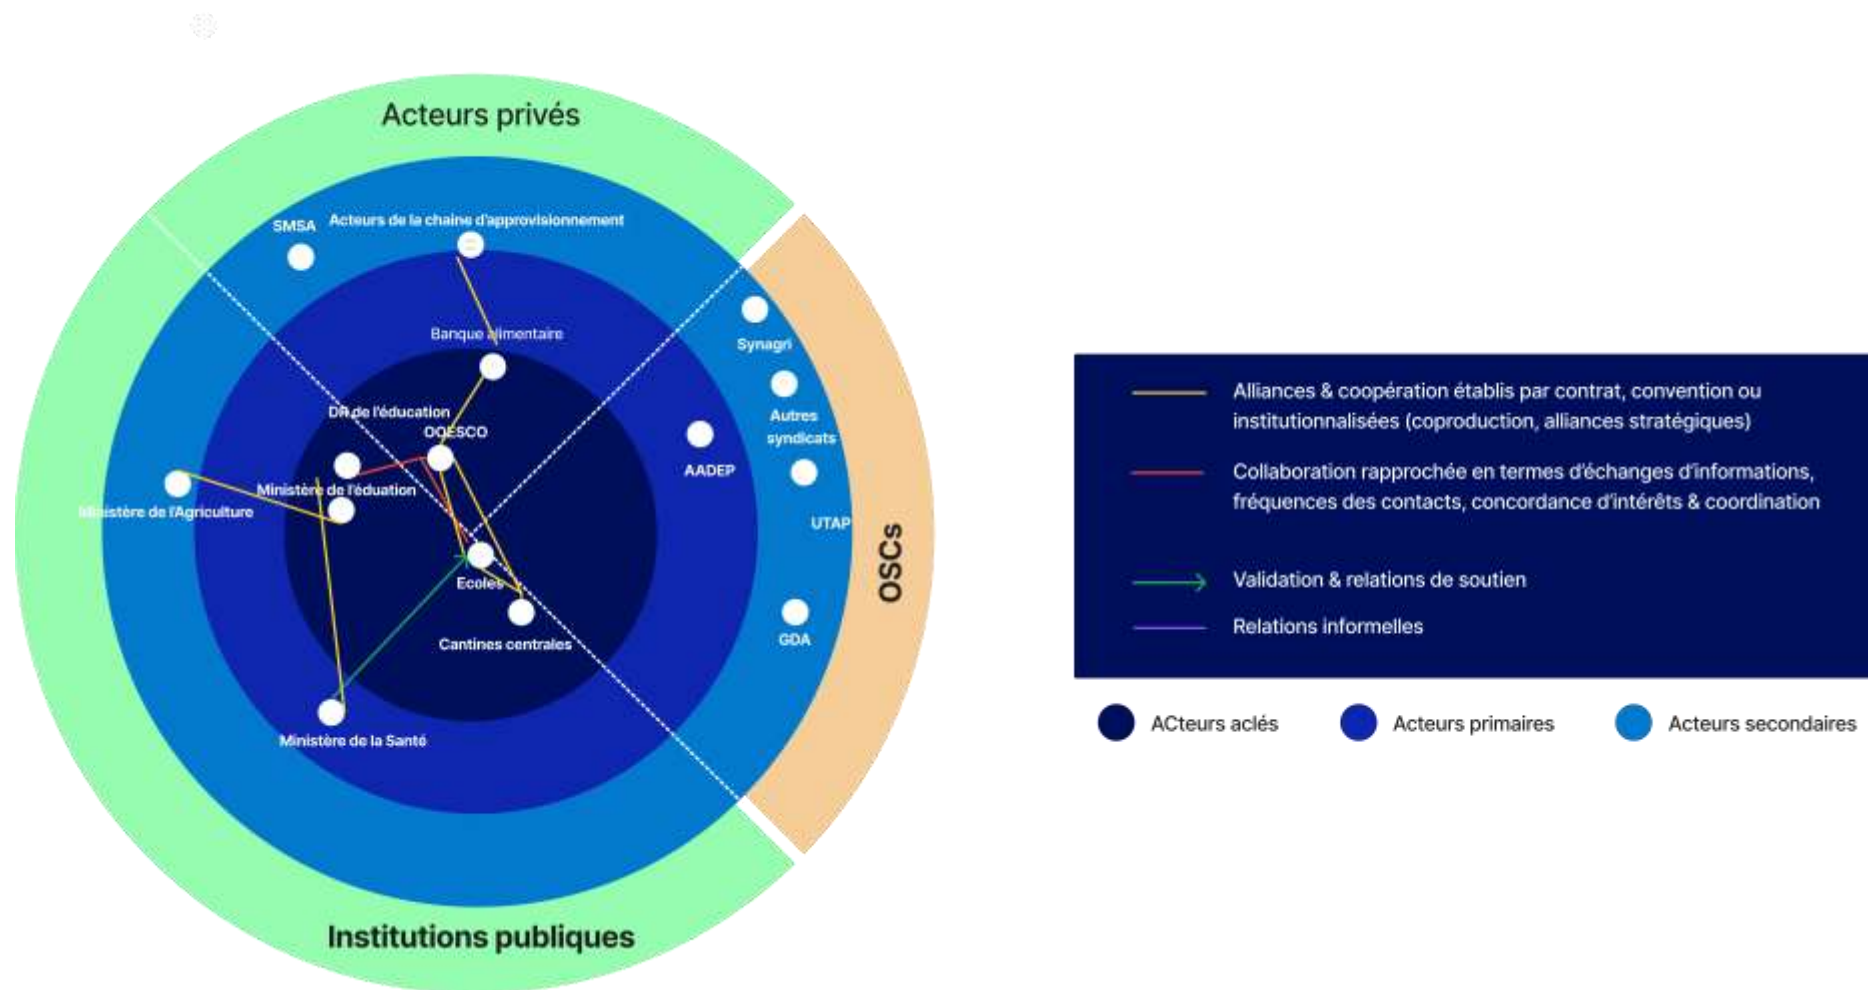 Acteurs privés
SMSA
Acteurs de la chaine d'approvisionnement
Banque alimentaire
Synagri
DR de l'éducation
OOESCO
Autres
syndicats
AADEP
Ministère de l'éduation
Ministère de l'Agriculture
UTAP
OSCs
Ecoles
Cantines centrales
GDA
Ministère de la Santé
Institutions publiques
Alliances & coopération établis par contrat, convention ou
institutionnalisées (coproduction, alliances stratégiques)
Collaboration rapprochée en termes d'échanges d'informations,
fréquences des contacts, concordance d'intérêts & coordination
Validation & relations de soutien
Relations informelles
ACteurs aclés
Acteurs primaires
Acteurs secondaires